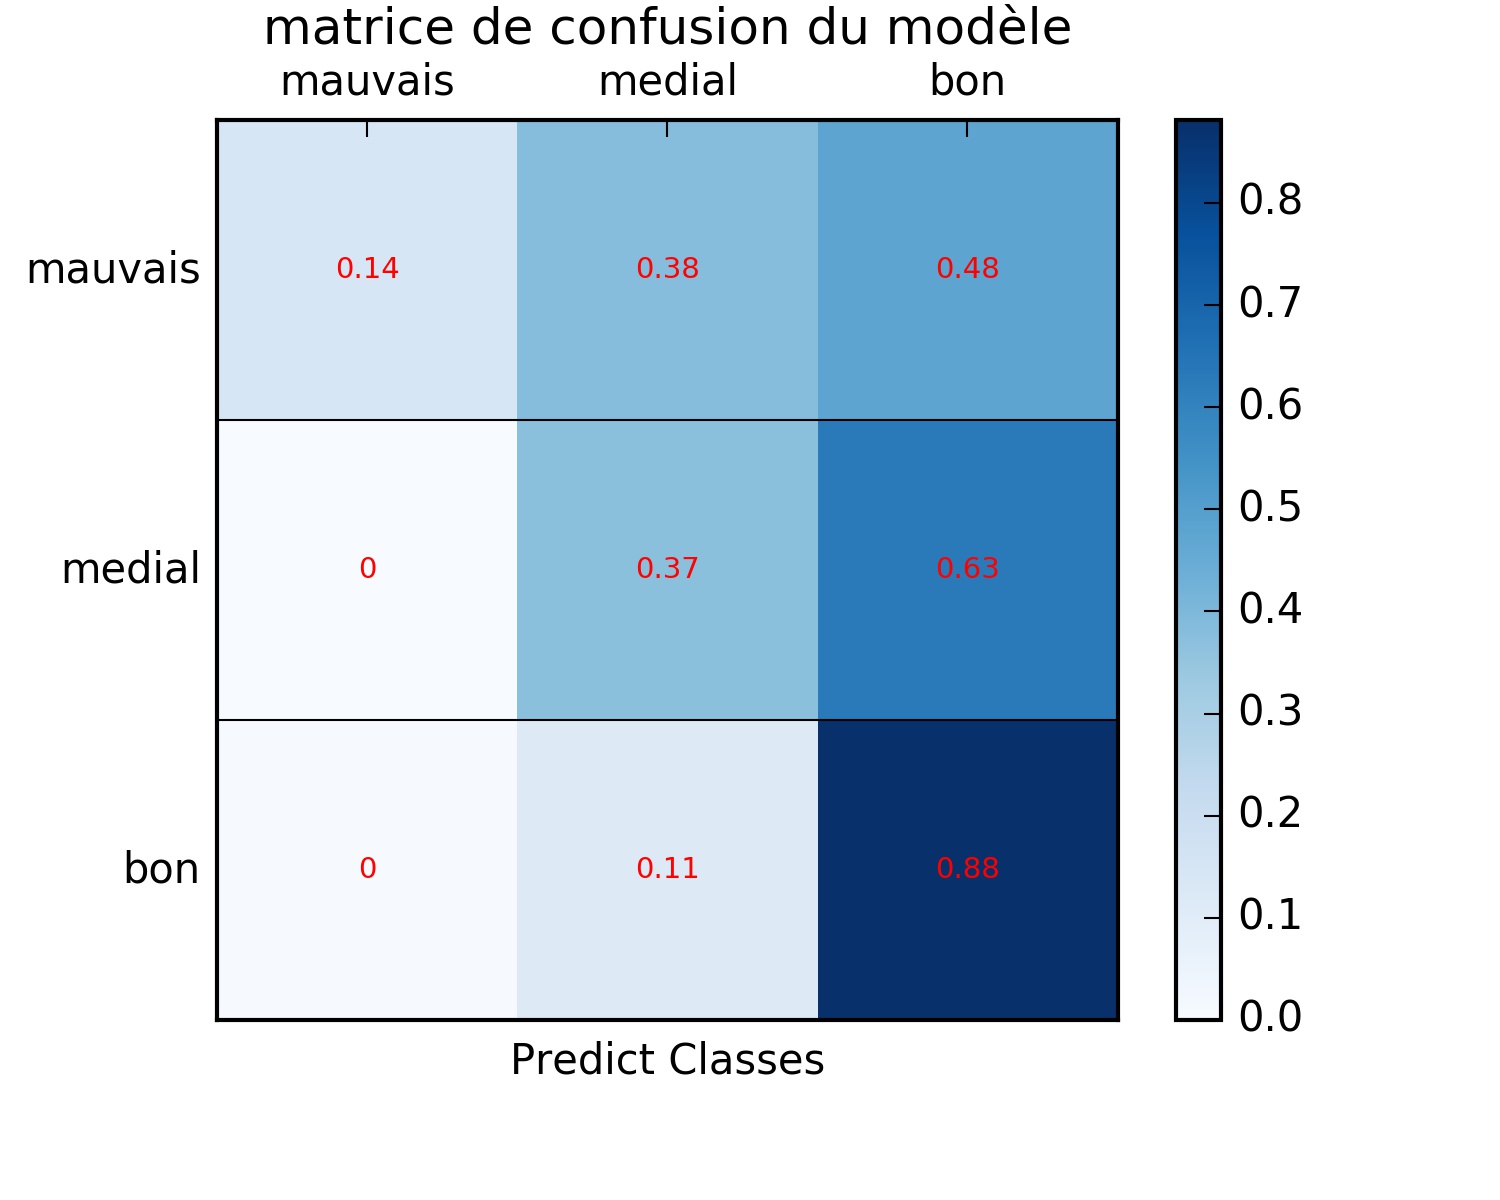 matrice de confusion du modèle
mauvais medial bon
mauvais 0.14 0.38 0.48
medial 0 0.37 0.63
bon 0 0.11 0.88
Predict Classes
0.8
0.7
0.6
0.5
0.4
0.3
0.2
0.1
0.0